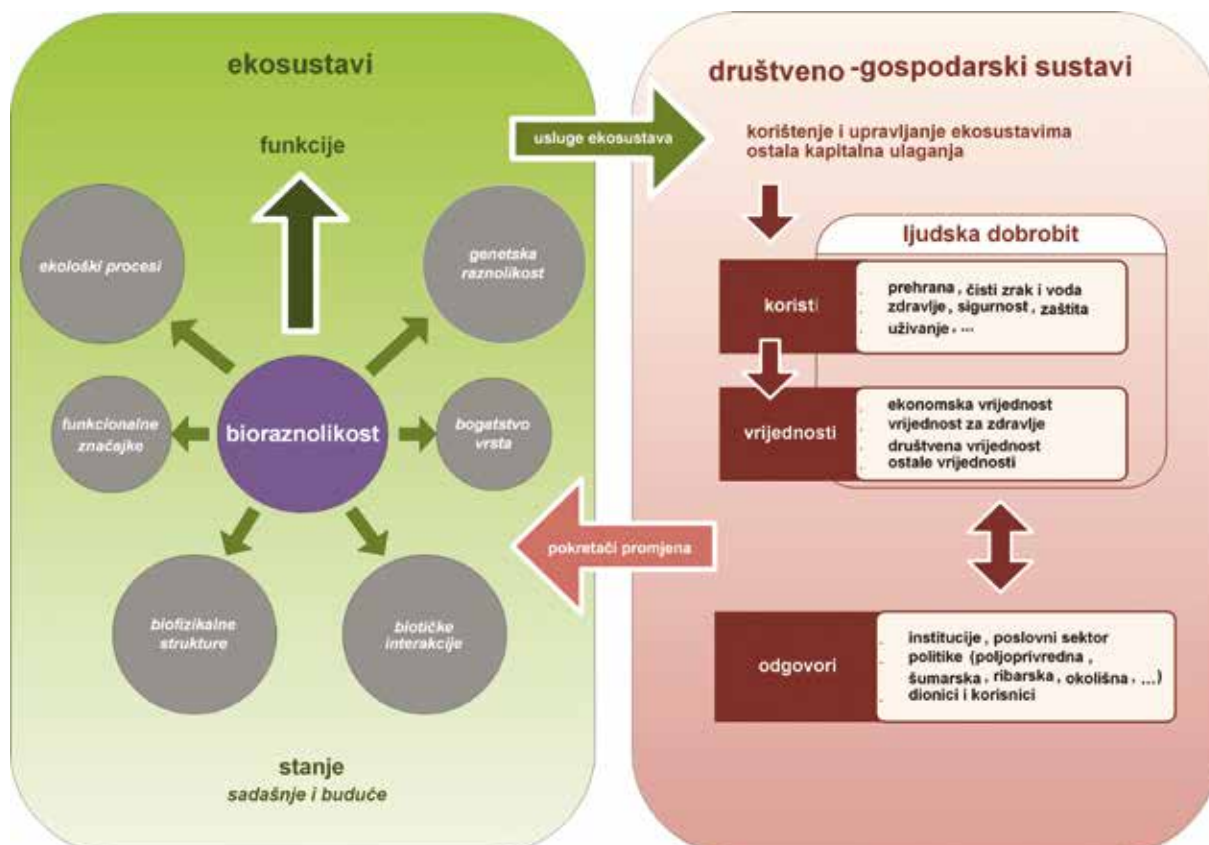 ekosustavi
funkcije
ekološki procesi
genetska
raznolikost
funkcionalne
značajke
bioraznolikost
bogatstvo
vrsta
biofizikalne
strukture
biotičke
interakcije
stanje
sadašnje i buduće
usluge ekosustava
pokretači promjena
društveno-gospodarski sustavi
korištenje i upravljanje ekosustavima
ostala kapitalna ulaganja
ljudska dobrobit
koristi
prehrana, čisti zrak i voda
zdravlje, sigurnost, zaštita
uživanje, ...
vrijednosti
ekonomska vrijednost
vrijednost za zdravlje
društvena vrijednost
ostale vrijednosti
odgovori
institucije, poslovni sektor
politike (poljoprivredna,
šumarska, ribarska, okolišna, ...)
dionici i korisnici